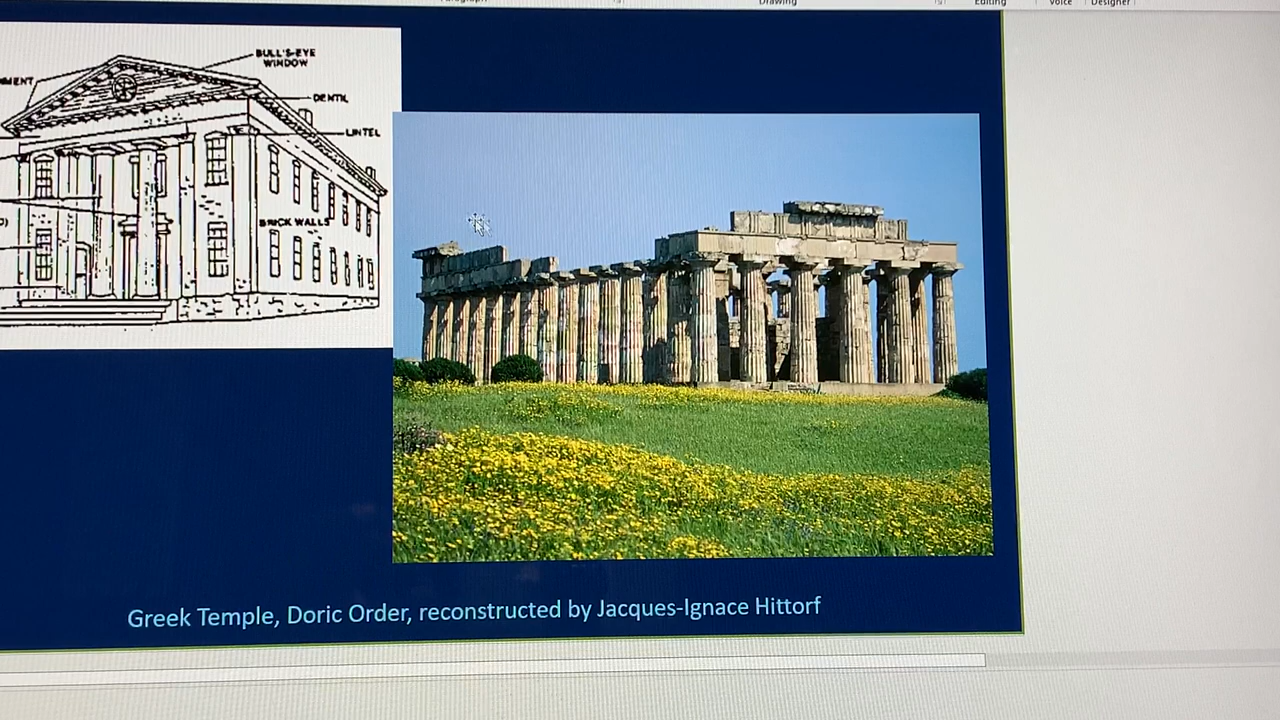 Drawing
Editing
Voice
Designer
BULL'S-EYE
WINDOW
DENTIL
LINTEL
BRICK WALLS
Greek Temple, Doric Order, reconstructed by Jacques-Ignace Hittorf